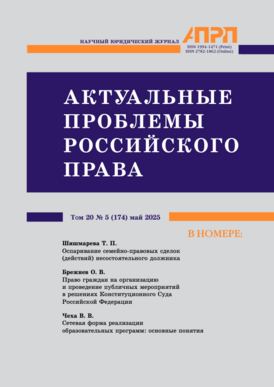 НАУЧНЫЙ ЮРИДИЧЕСКИЙ ЖУРНАЛ
АПРП
ISSN 1994-1471 (Print)
ISSN 2782-1862 (Online)
АКТУАЛЬНЫЕ
ПРОБЛЕМЫ
РОССИЙСКОГО
ПРАВА
Том 20 № 5 (174) май 2025
В НОМЕРЕ:
Шишмарева Т. П.
Оспаривание семейно-правовых сделок
(действий) несостоятельного должника
Брежнев О. В.
Право граждан на организацию
и проведение публичных мероприятий
в решениях Конституционного Суда
Российской Федерации
Чеха В. В.
Сетевая форма реализации
образовательных программ: основные понятия